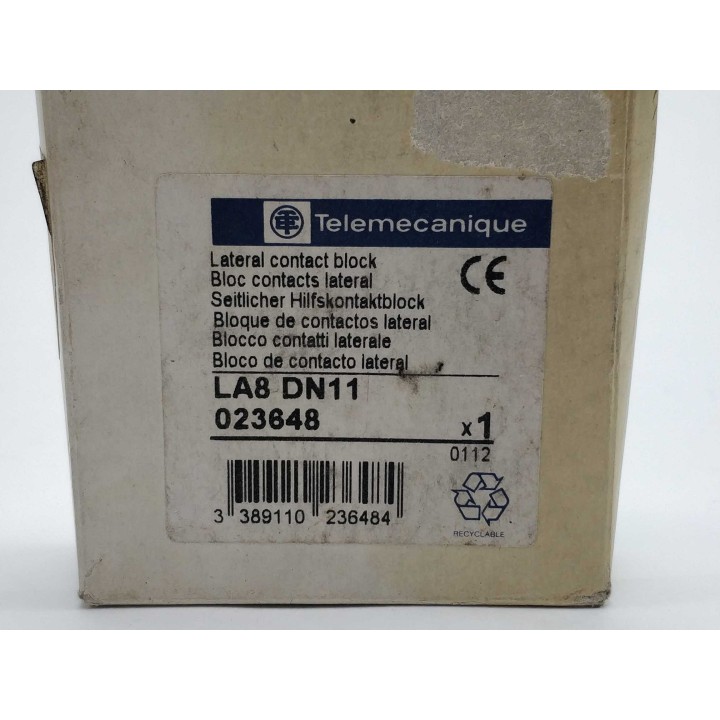 Telemecanique
Lateral contact block
Bloc contacts lateral
Seitlicher Hilfskontaktblock
Bloque de contactos lateral
Blocco contatti laterale
Bloco de contacto lateral
CE
LA8 DN11
023648
x 1
0112
3 389110 236484
RECYCLABLE